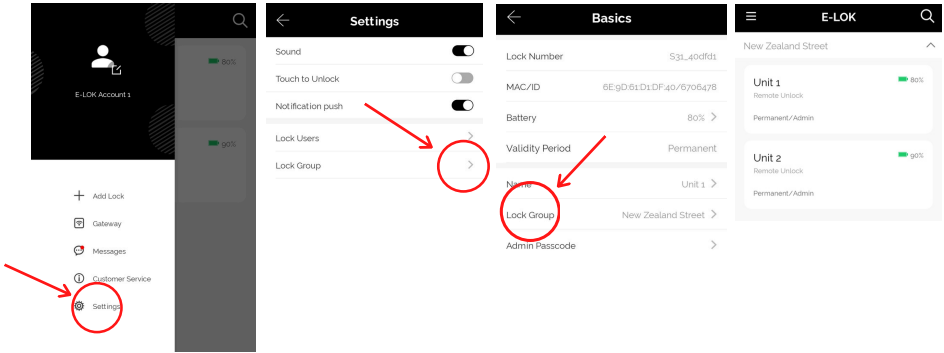 80%
E-LOK Account 1
90%
Add Lock
Gateway
Messages
Customer Service
Settings
Settings
Sound
Touch to Unlock
Notification push
Lock Users
Lock Group
Basics
Lock Number S31_40dfd1
MAC/ID 6E:9D:61:D1:DF:40/6706478
Battery 80%
Validity Period Permanent
Name Unit 1
Lock Group New Zealand Street
Admin Passcode
E-LOK
New Zealand Street
Unit 1 80%
Remote Unlock
Permanent/Admin
Unit 2 90%
Remote Unlock
Permanent/Admin